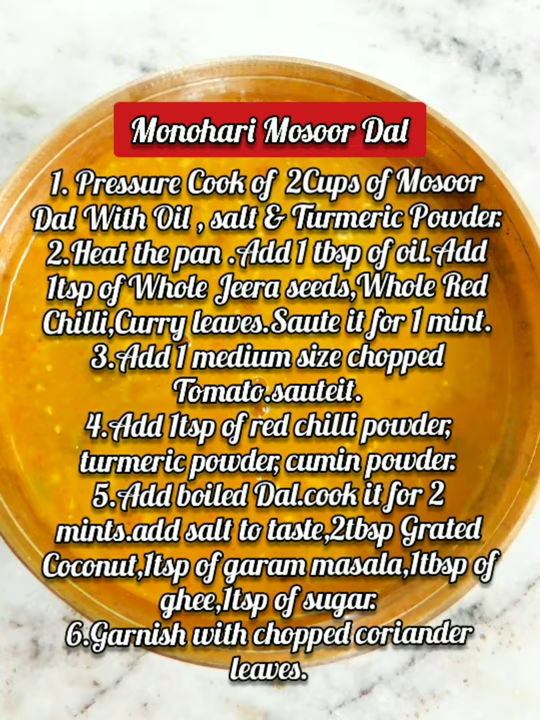 Monohari Mosoor Dal
1. Pressure Cook of 2Cups of Mosoor
Dal With Oil , salt & Turmeric Powder.
2.Heat the pan .Add 1 tbsp of oil.Add
1tsp of Whole Jeera seeds,Whole Red
Chilli,Curry leaves.Saute it for 1 mint.
3.Add 1 medium size chopped
Tomato.sauteit.
4.Add 1tsp of red chilli powder,
turmeric powder, cumin powder.
5.Add boiled Dal.cook it for 2
mints.add salt to taste,2tbsp Grated
Coconut,1tsp of garam masala,1tbsp of
ghee,1tsp of sugar.
6.Garnish with chopped coriander
leaves.